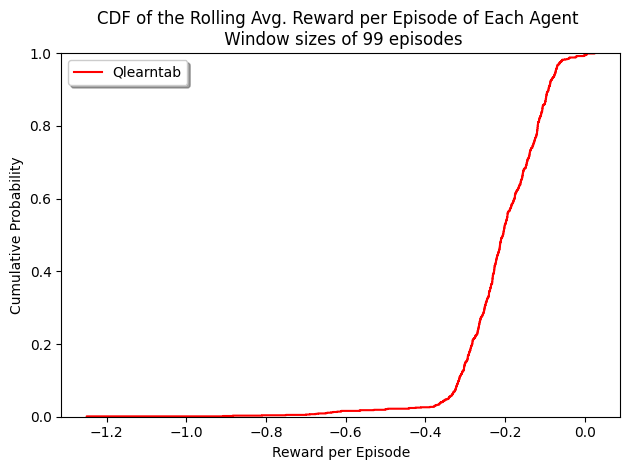 CDF of the Rolling Avg. Reward per Episode of Each Agent
Window sizes of 99 episodes
Qlearntab
Cumulative Probability
1.0
0.8
0.6
0.4
0.2
0.0
−1.2 −1.0 −0.8 −0.6 −0.4 −0.2 0.0
Reward per Episode